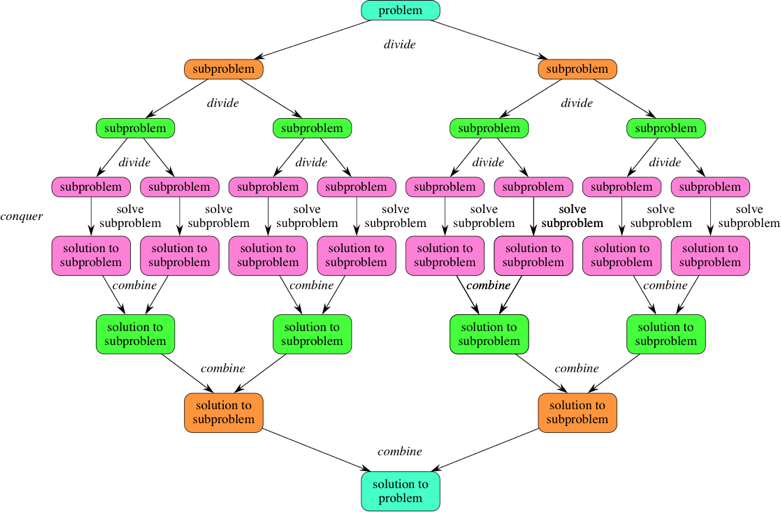 problem
divide
subproblem
subproblem
divide
divide
subproblem
subproblem
subproblem
subproblem
divide
divide
divide
divide
subproblem
subproblem
subproblem
subproblem
subproblem
subproblem
subproblem
subproblem
conquer
solve
subproblem
solve
subproblem
solve
subproblem
solve
subproblem
solve
subproblem
solve
subproblem
solve
subproblem
solve
subproblem
solution to
subproblem
solution to
subproblem
solution to
subproblem
solution to
subproblem
solution to
subproblem
solution to
subproblem
solution to
subproblem
solution to
subproblem
combine
combine
combine
combine
solution to
subproblem
solution to
subproblem
solution to
subproblem
solution to
subproblem
combine
combine
solution to
subproblem
solution to
subproblem
combine
solution to
problem